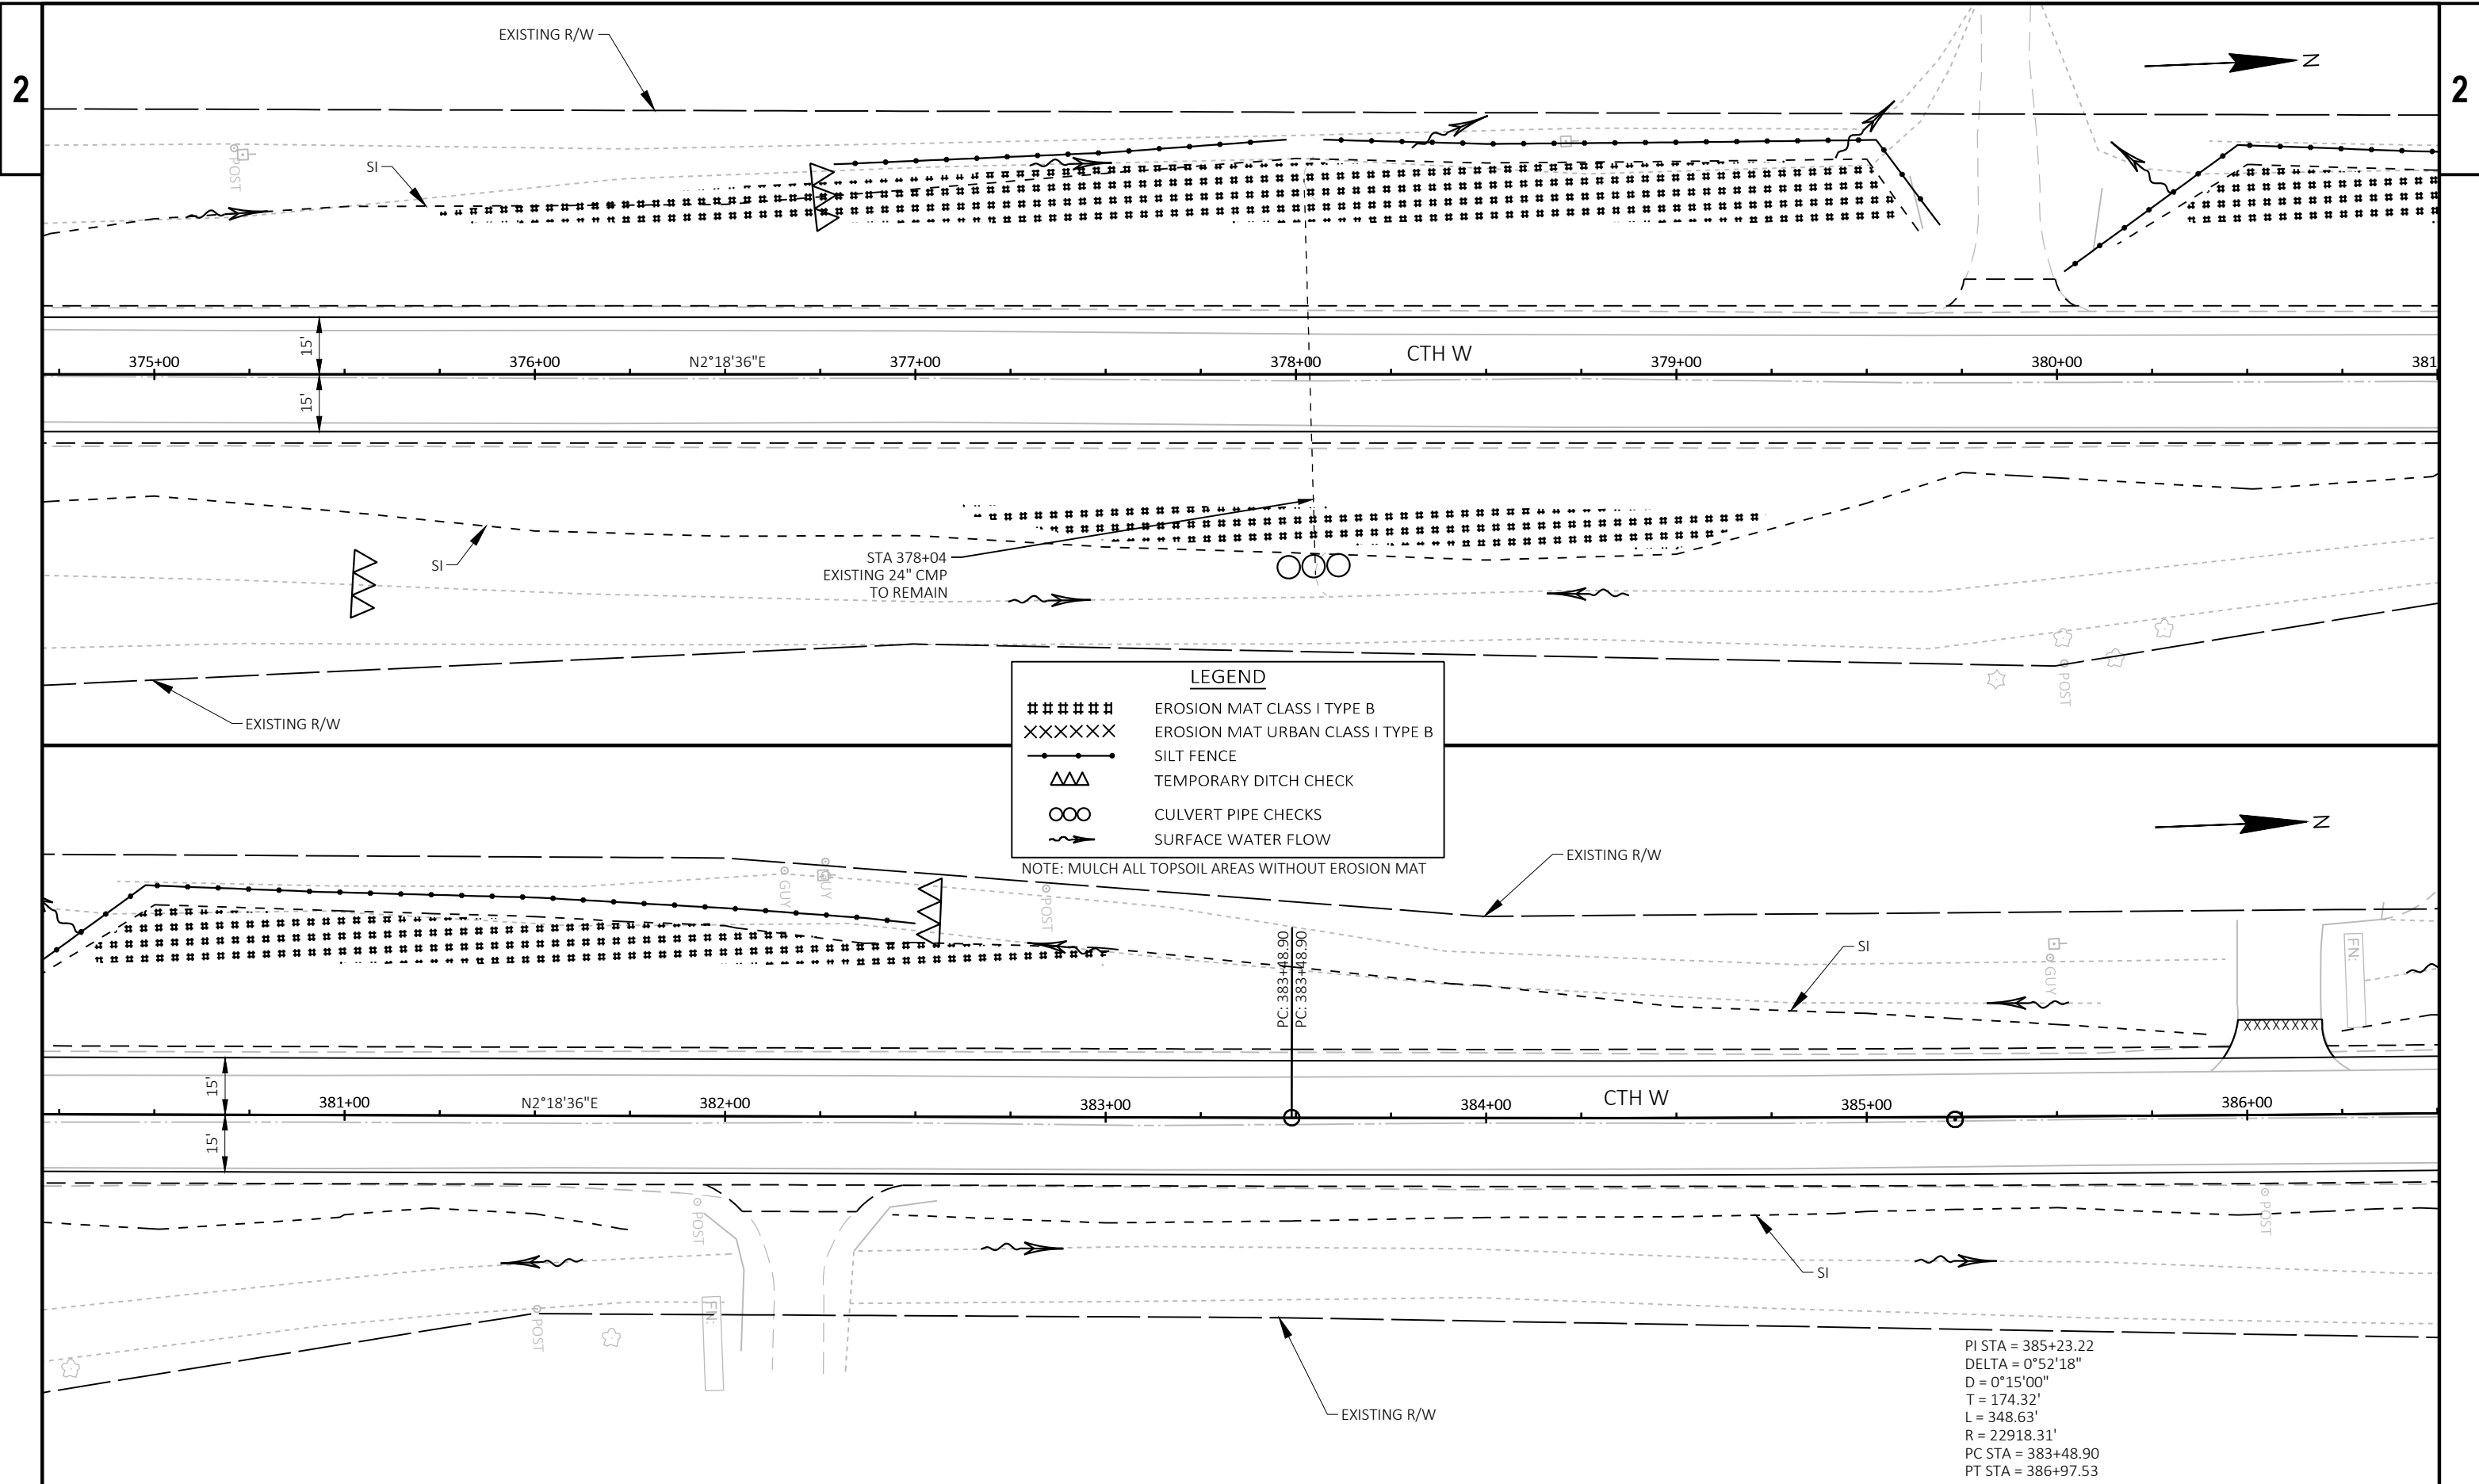 2
2
EXISTING R/W
N
POST
SI
15'
375+00
376+00
N2°18'36"E
377+00
378+00
CTH W
379+00
380+00
381
15'
STA 378+04
EXISTING 24" CMP
TO REMAIN
SI
POST
EXISTING R/W
LEGEND
EROSION MAT CLASS I TYPE B
EROSION MAT URBAN CLASS I TYPE B
SILT FENCE
TEMPORARY DITCH CHECK
CULVERT PIPE CHECKS
SURFACE WATER FLOW
NOTE: MULCH ALL TOPSOIL AREAS WITHOUT EROSION MAT
N
EXISTING R/W
GUY
GUY
POST
PC: 383+48.90
PC: 383+48.90
SI
GUY
FN:
15'
381+00
N2°18'36"E
382+00
383+00
384+00
CTH W
385+00
386+00
15'
POST
POST
SI
FN:
POST
EXISTING R/W
PI STA = 385+23.22
DELTA = 0°52'18"
D = 0°15'00"
T = 174.32'
L = 348.63'
R = 22918.31'
PC STA = 383+48.90
PT STA = 386+97.53